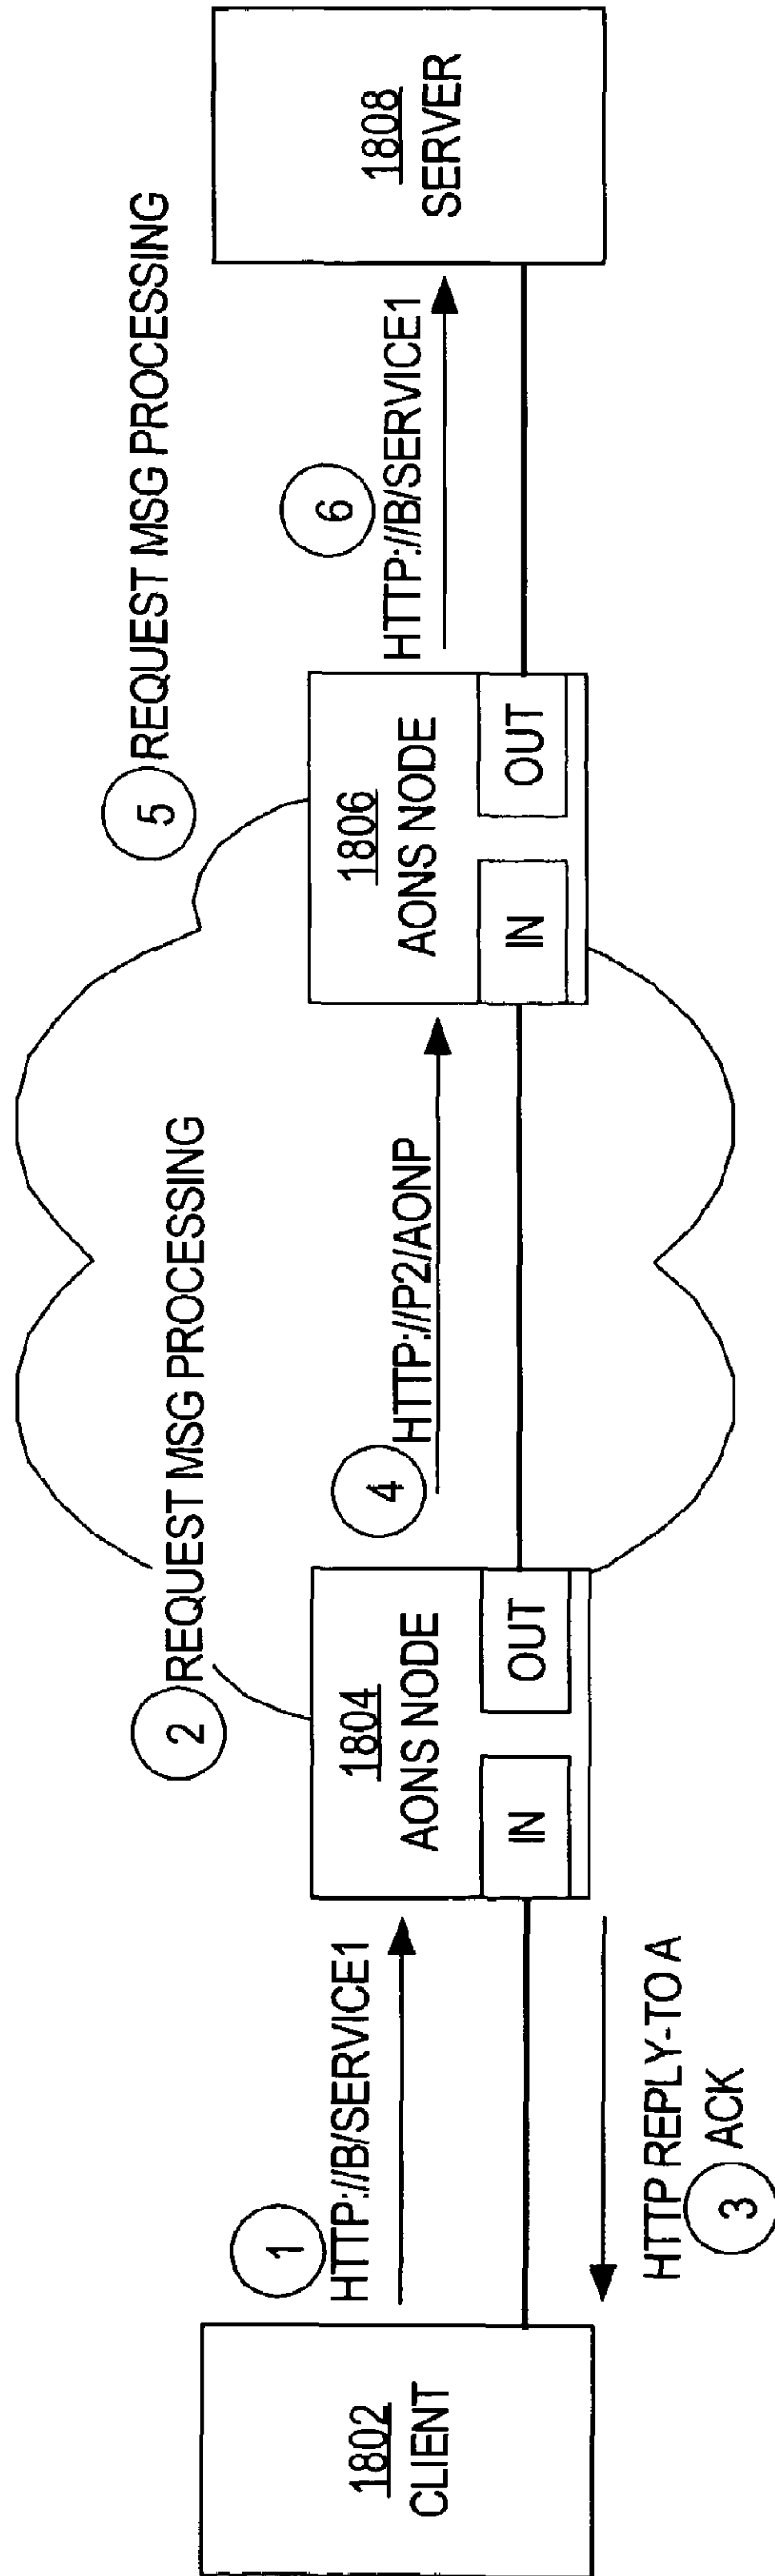 1802
CLIENT
1
HTTP://B/SERVICE1
HTTP REPLY-TO A
3
ACK
2
REQUEST MSG PROCESSING
1804
AONS NODE
IN
OUT
4
HTTP://P2/AONP
5
REQUEST MSG PROCESSING
1806
AONS NODE
IN
OUT
6
HTTP://B/SERVICE1
1808
SERVER